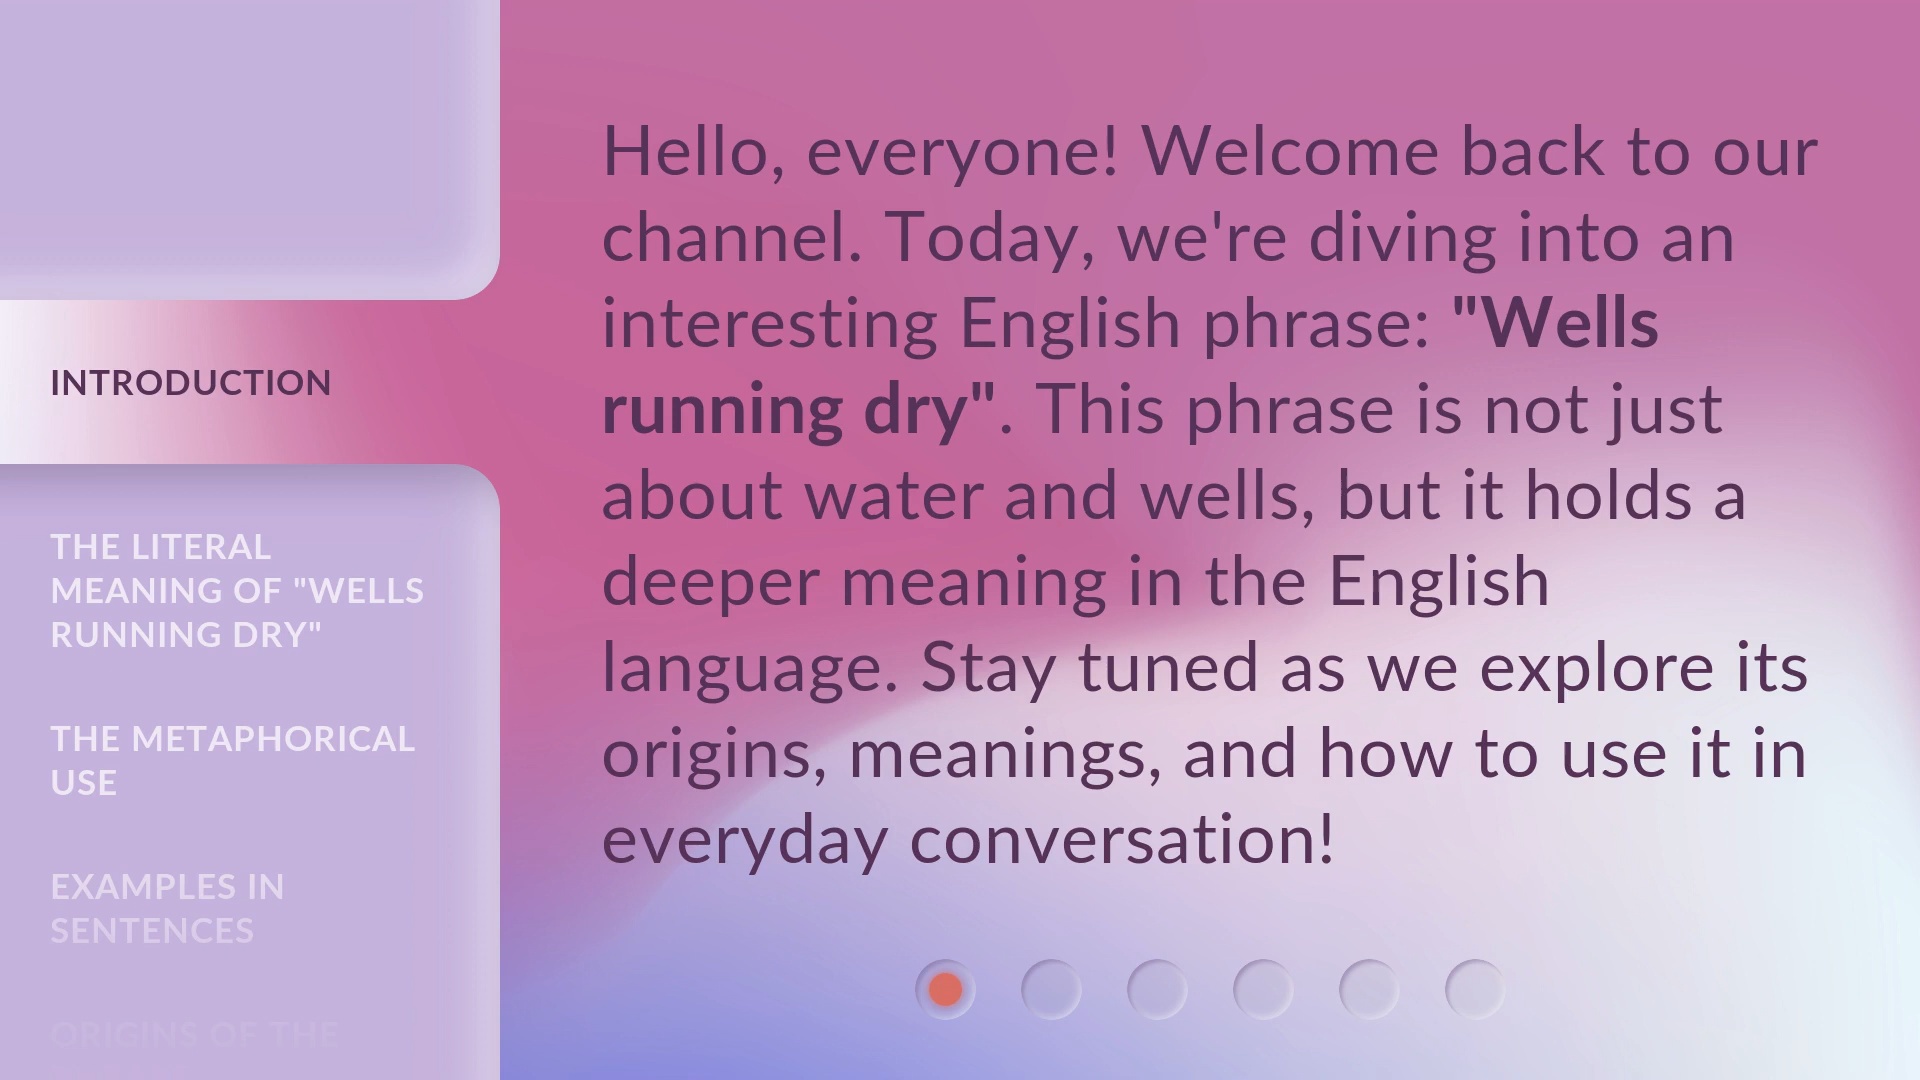 INTRODUCTION
THE LITERAL
MEANING OF "WELLS
RUNNING DRY"
THE METAPHORICAL
USE
EXAMPLES IN
SENTENCES
ORIGINS OF THE
Hello, everyone! Welcome back to our
channel. Today, we're diving into an
interesting English phrase: "Wells
running dry". This phrase is not just
about water and wells, but it holds a
deeper meaning in the English
language. Stay tuned as we explore its
origins, meanings, and how to use it in
everyday conversation!